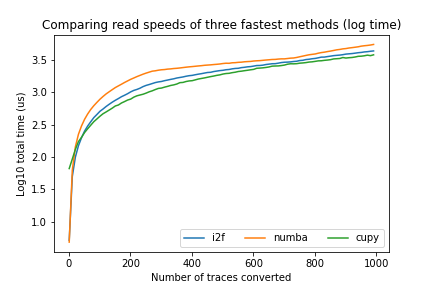 Comparing read speeds of three fastest methods (log time)
Log10 total time (us)
3.5
3.0
2.5
2.0
1.5
1.0
i2f numba cupy
0 200 400 600 800 1000
Number of traces converted